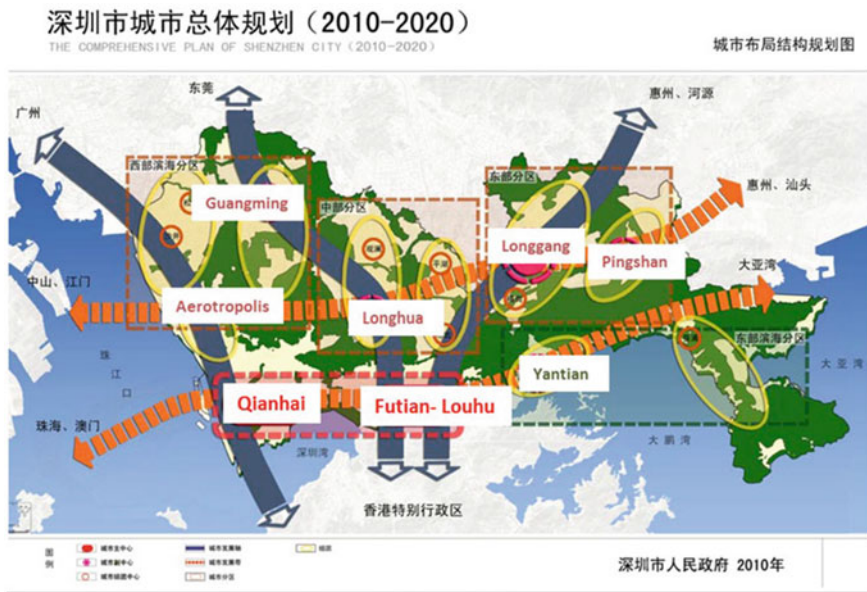 深圳市城市总体规划（2010-2020）
THE COMPREHENSIVE PLAN OF SHENZHEN CITY(2010-2020)
城市布局结构规划图
东莞
惠州、河源
广州
西部滨海分区
东部分区
惠州、汕头
Guangming
中部分区
观澜
平湖
Longgang
Pingshan
中山、江门
大亚湾
Aerotropolis
Longhua
东部滨海分区
珠江口
Yantian
大亚湾
Qianhai
Futian- Louhu
珠海、澳门
深圳湾
大鹏湾
香港特别行政区
图例
城市主中心
城市发展轴
组团
城市副中心
城市发展带
城市组团中心
城市分区
深圳市人民政府 2010年